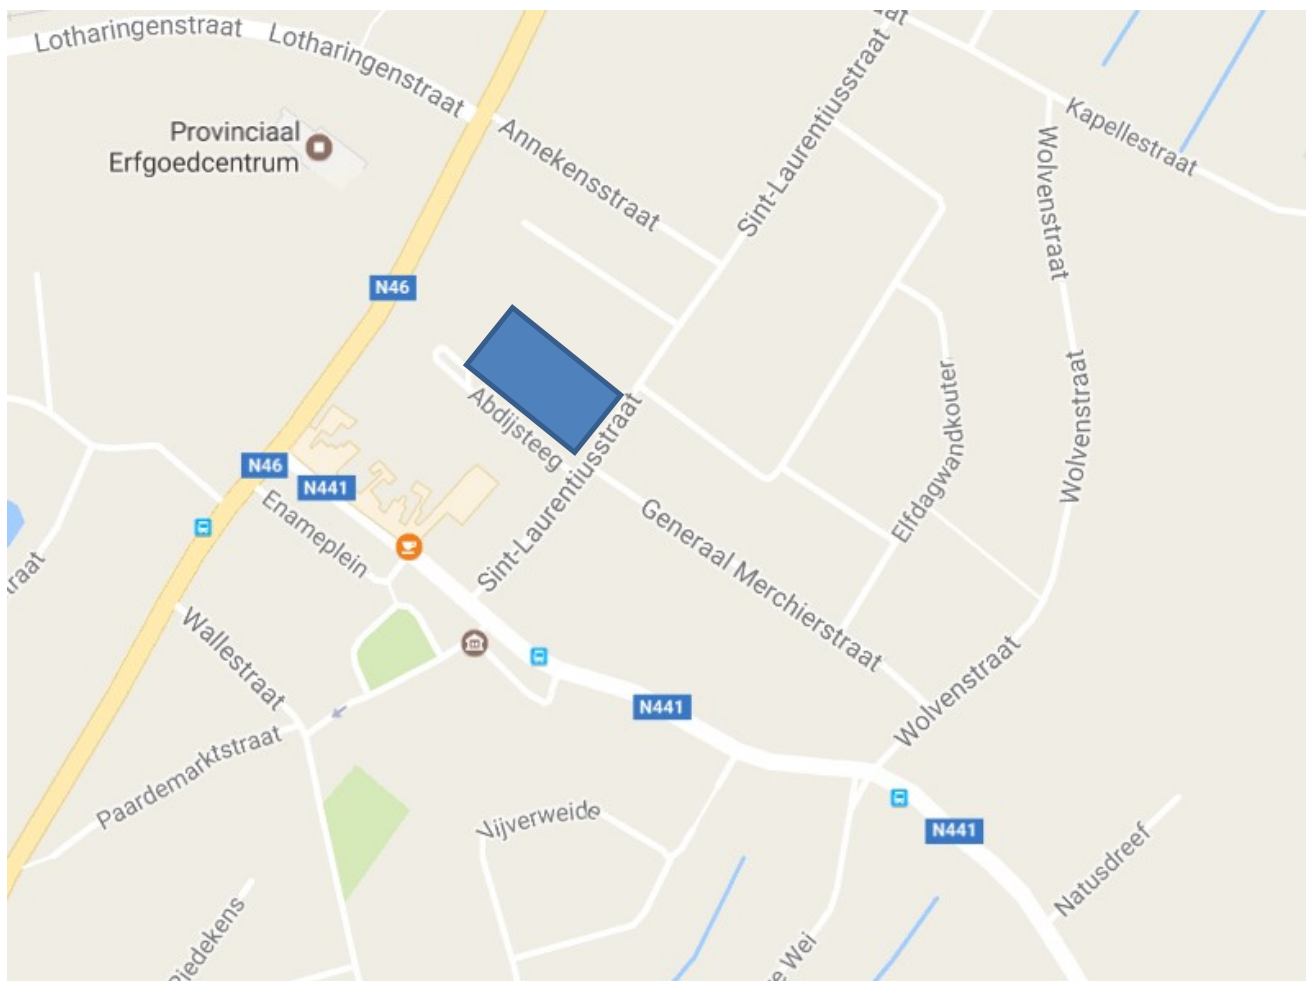 Lotharingenstraat
Lotharingenstraat
Provinciaal
Erfgoedcentrum
Annekensstraat
Sint-Laurentiusstraat
Kapellestraat
Wolvenstraat
N46
Abdijsteeg
Sint-Laurentiusstraat
Wolvenstraat
Elfdagwandkouter
N46
N441
Enameplein
Generaal Merchierstraat
Wallestraat
Wolvenstraat
N441
Paardemarktstraat
Vijverweide
N441
Natusdreef